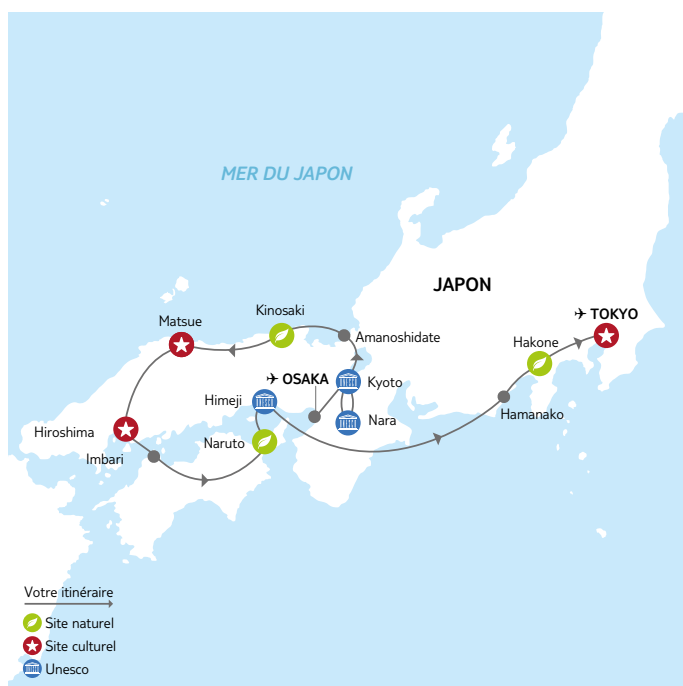 MER DU JAPON
JAPON
Kinosaki
Matsue
Amanoshidate
✈ TOKYO
Hakone
✈ OSAKA
Kyoto
Himeji
Hamanako
Nara
Hiroshima
Naruto
Imbari
Votre itinéraire
Site naturel
Site culturel
Unesco